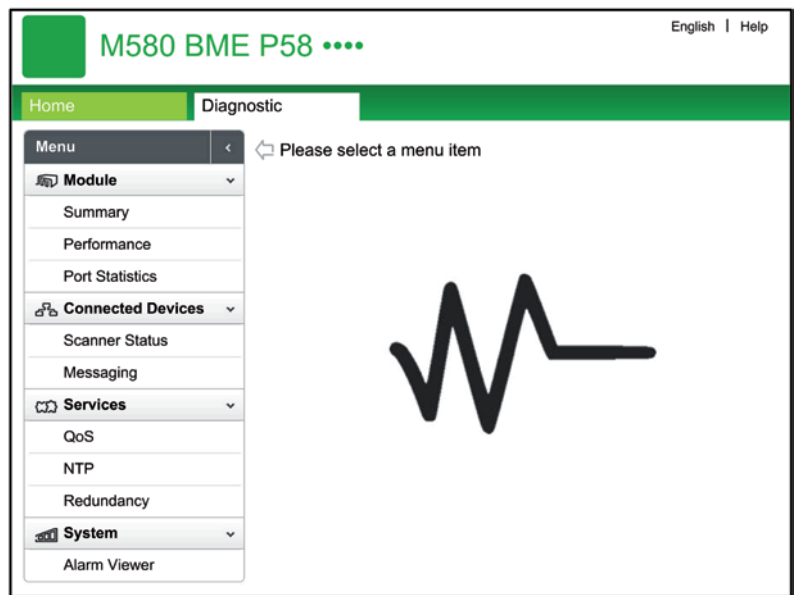 M580 BME P58 ••••
English | Help
Home
Diagnostic
Menu
Please select a menu item
Module
Summary
Performance
Port Statistics
Connected Devices
Scanner Status
Messaging
Services
QoS
NTP
Redundancy
System
Alarm Viewer